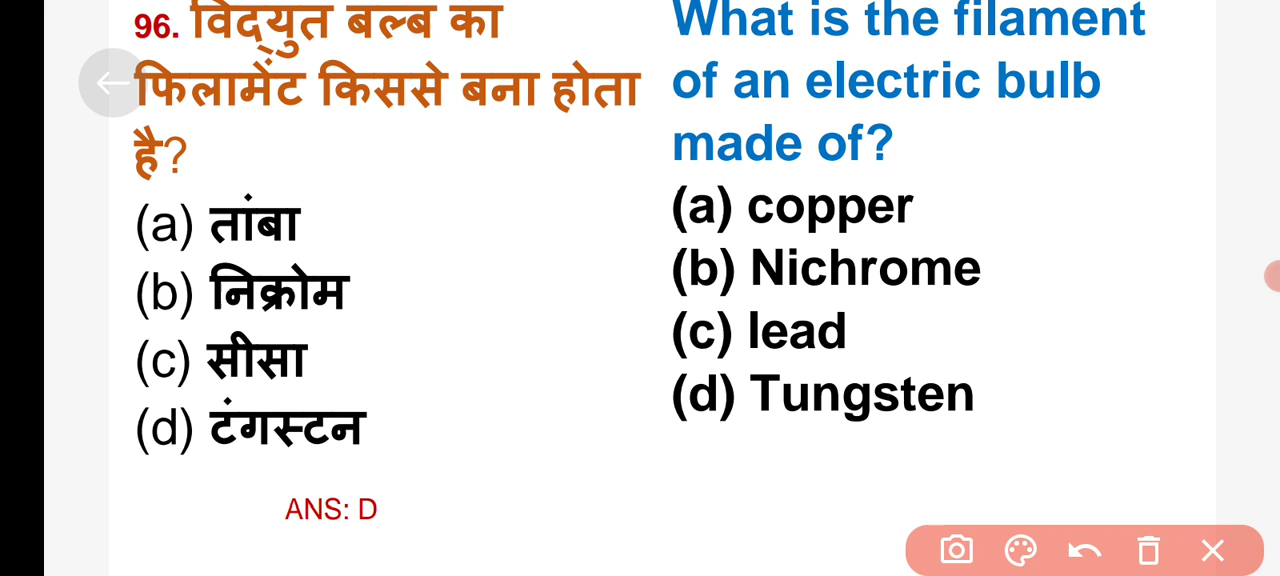 96. विद्युत बल्ब का
फिलामेंट किससे बना होता
है?
(a) तांबा
(b) निक्रोम
(c) सीसा
(d) टंगस्टन
ANS: D
What is the filament
of an electric bulb
made of?
(a) copper
(b) Nichrome
(c) lead
(d) Tungsten